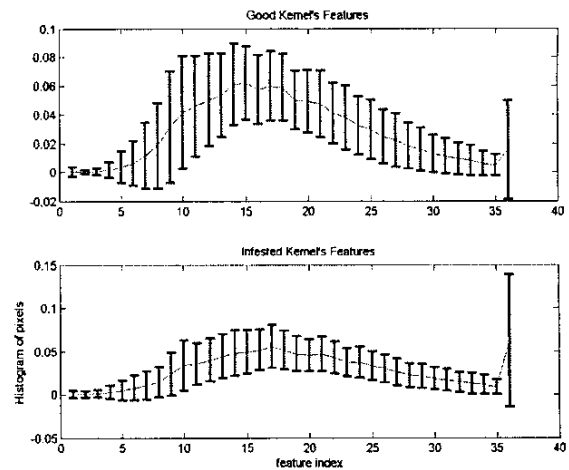 Good Kernel's Features
0.1
0.08
0.06
0.04
0.02
0
-0.02
0 5 10 15 20 25 30 35 40
Infested Kernel's Features
0.15
0.1
0.05
0
-0.05
Histogram of pixels
0 5 10 15 20 25 30 35 40
feature index